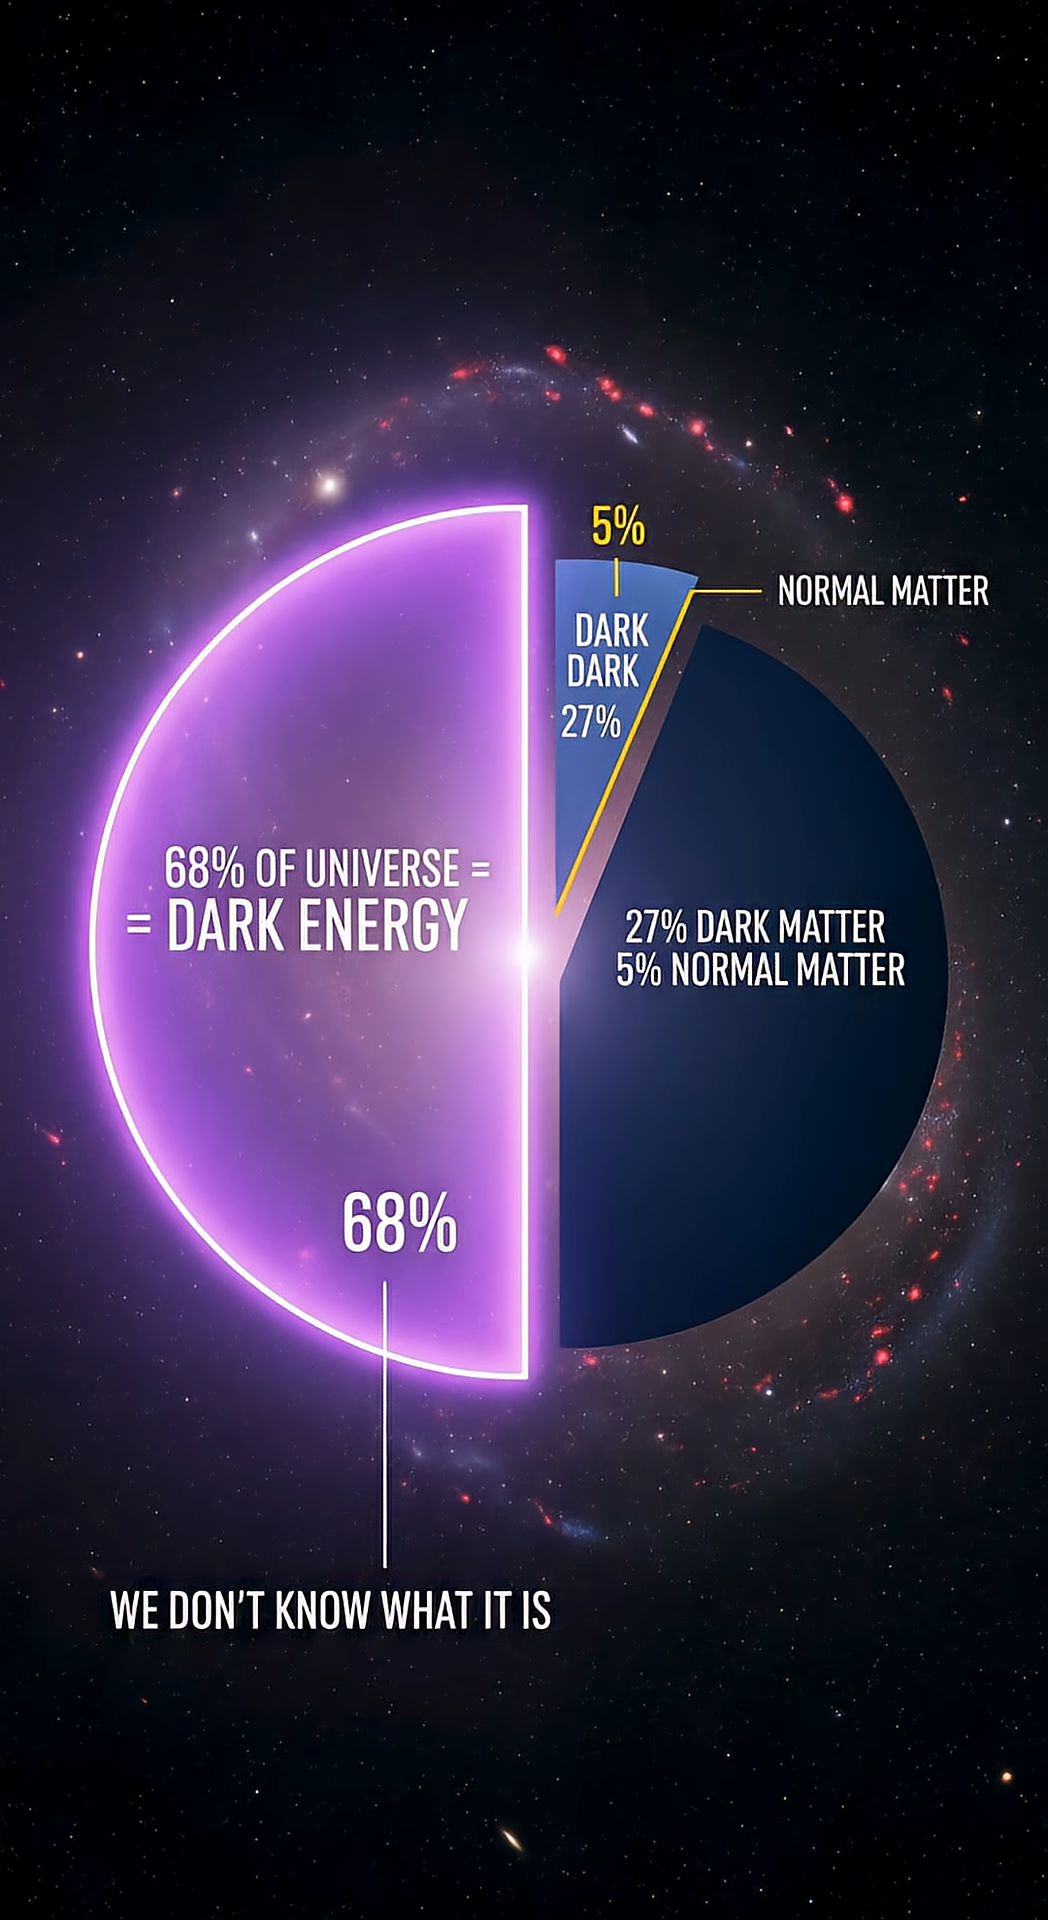 5%
NORMAL MATTER
DARK
DARK
27%
68% OF UNIVERSE =
= DARK ENERGY
27% DARK MATTER
5% NORMAL MATTER
68%
WE DON'T KNOW WHAT IT IS